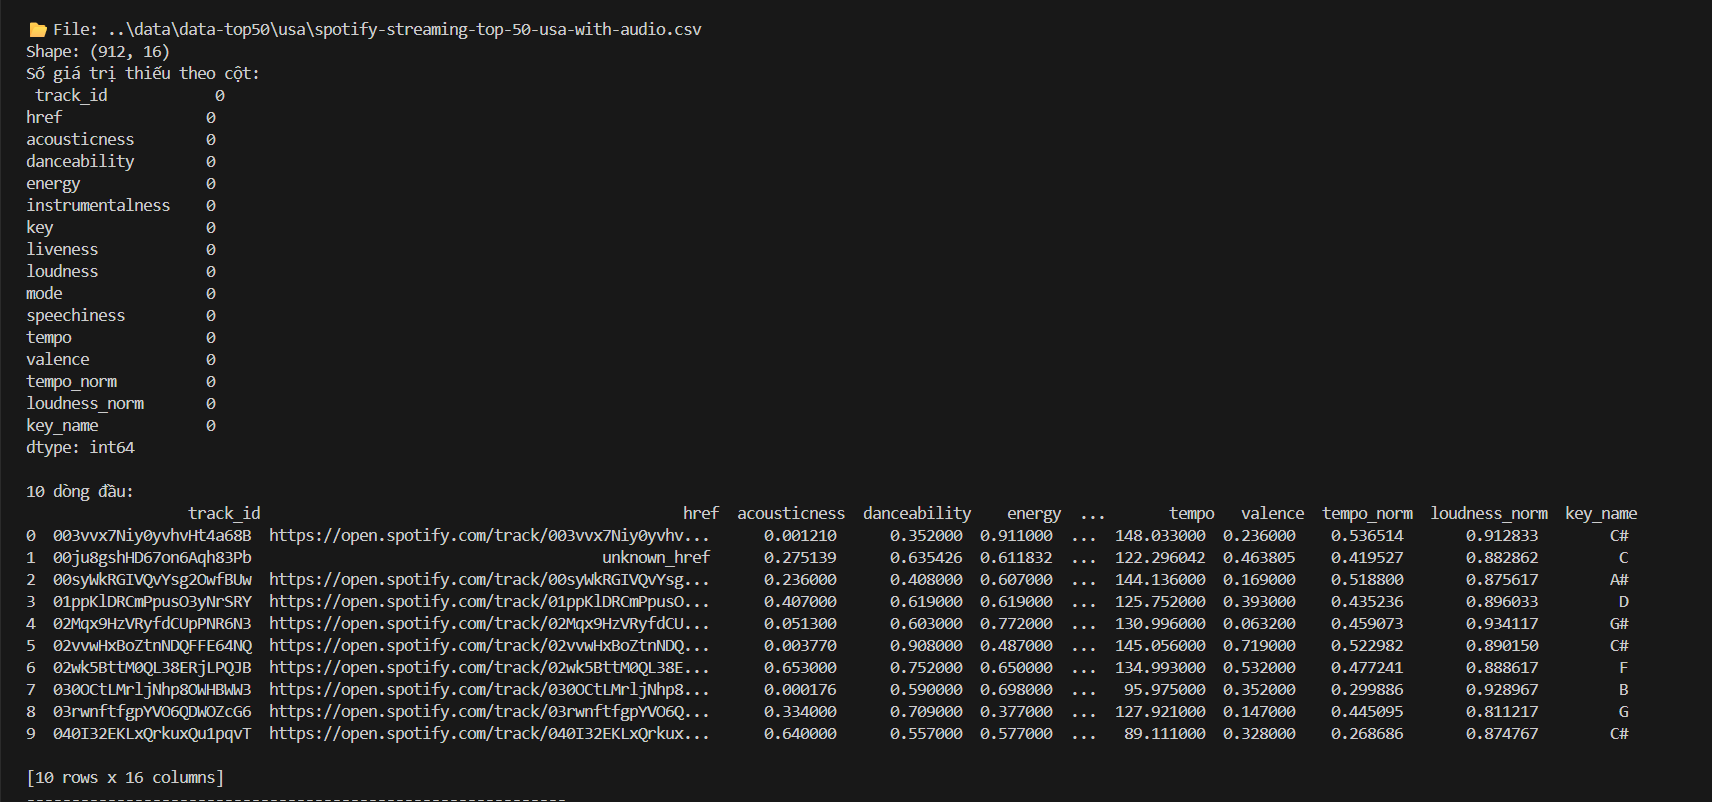 📂 File: ..\data\data-top50\usa\spotify-streaming-top-50-usa-with-audio.csv
Shape: (912, 16)
Số giá trị thiếu theo cột:
 track_id            0
href                0
acousticness        0
danceability        0
energy              0
instrumentalness    0
key                 0
liveness            0
loudness            0
mode                0
speechiness         0
tempo               0
valence             0
tempo_norm          0
loudness_norm       0
key_name            0
dtype: int64

10 dòng đầu:
                 track_id                                               href  acousticness  danceability    energy  ...       tempo   valence  tempo_norm  loudness_norm  key_name
0  003vvx7Niy0yvhvHt4a68B  https://open.spotify.com/track/003vvx7Niy0yvhv...      0.001210      0.352000  0.911000  ...  148.033000  0.236000    0.536514       0.912833        C#
1  00ju8gshHD67on6Aqh83Pb                                       unknown_href      0.275139      0.635426  0.611832  ...  122.296042  0.463805    0.419527       0.882862         C
2  00syWkRGIVQvYsg2OwfBUw  https://open.spotify.com/track/00syWkRGIVQvYsg...      0.236000      0.408000  0.607000  ...  144.136000  0.169000    0.518800       0.875617        A#
3  01ppKlDRCmPpusO3yNrSRY  https://open.spotify.com/track/01ppKlDRCmPpusO...      0.407000      0.619000  0.619000  ...  125.752000  0.393000    0.435236       0.896033         D
4  02Mqx9HzVRyfdCUpPNR6N3  https://open.spotify.com/track/02Mqx9HzVRyfdCU...      0.051300      0.603000  0.772000  ...  130.996000  0.063200    0.459073       0.934117        G#
5  02vvwHxBoZtnNDQFFE64NQ  https://open.spotify.com/track/02vvwHxBoZtnNDQ...      0.003770      0.908000  0.487000  ...  145.056000  0.719000    0.522982       0.890150        C#
6  02wk5BttM0QL38ERjLPQJB  https://open.spotify.com/track/02wk5BttM0QL38E...      0.653000      0.752000  0.650000  ...  134.993000  0.532000    0.477241       0.888617         F
7  030OCtLMrljNhp8OWHBWW3  https://open.spotify.com/track/030OCtLMrljNhp8...      0.000176      0.590000  0.698000  ...   95.975000  0.352000    0.299886       0.928967         B
8  03rwnftfgpYVO6QDWOZcG6  https://open.spotify.com/track/03rwnftfgpYVO6Q...      0.334000      0.709000  0.377000  ...  127.921000  0.147000    0.445095       0.811217         G
9  040I32EKLxQrkuxQu1pqvT  https://open.spotify.com/track/040I32EKLxQrkux...      0.640000      0.557000  0.577000  ...   89.111000  0.328000    0.268686       0.874767        C#

[10 rows x 16 columns]
------------------------------------------------------------